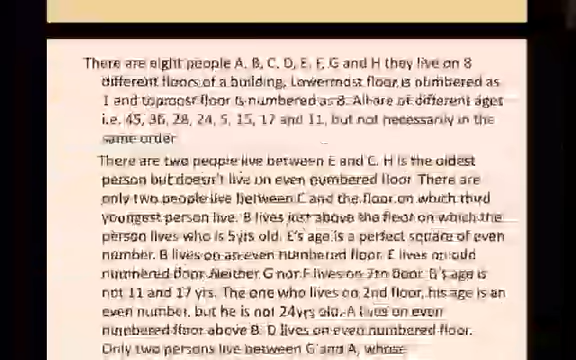 There are eight people A, B, C, D, E, F, G and H they live on 8
different floors of a building, Lowermost floor is numbered as
1 and topmost floor is numbered as 8. All are of different ages
i.e. 45, 36, 28, 24, 5, 15, 17 and 11, but not necessarily in the
same order
There are two people live between E and C. H is the oldest
person but doesn't live on even numbered floor There are
only two people live between C and the floor on which third
youngest person live. B lives just above the floor on which the
person lives who is 5yrs old. E's age is a perfect square of even
number. B lives on an even numbered floor. E lives on odd
numbered floor. Neither G nor F lives on 7th floor. B's age is
not 11 and 17 yrs. The one who lives on 2nd floor, his age is an
even number, but he is not 24yrs old. A lives on even
numbered floor above B. D lives on even numbered floor.
Only two persons live between G and A, whose